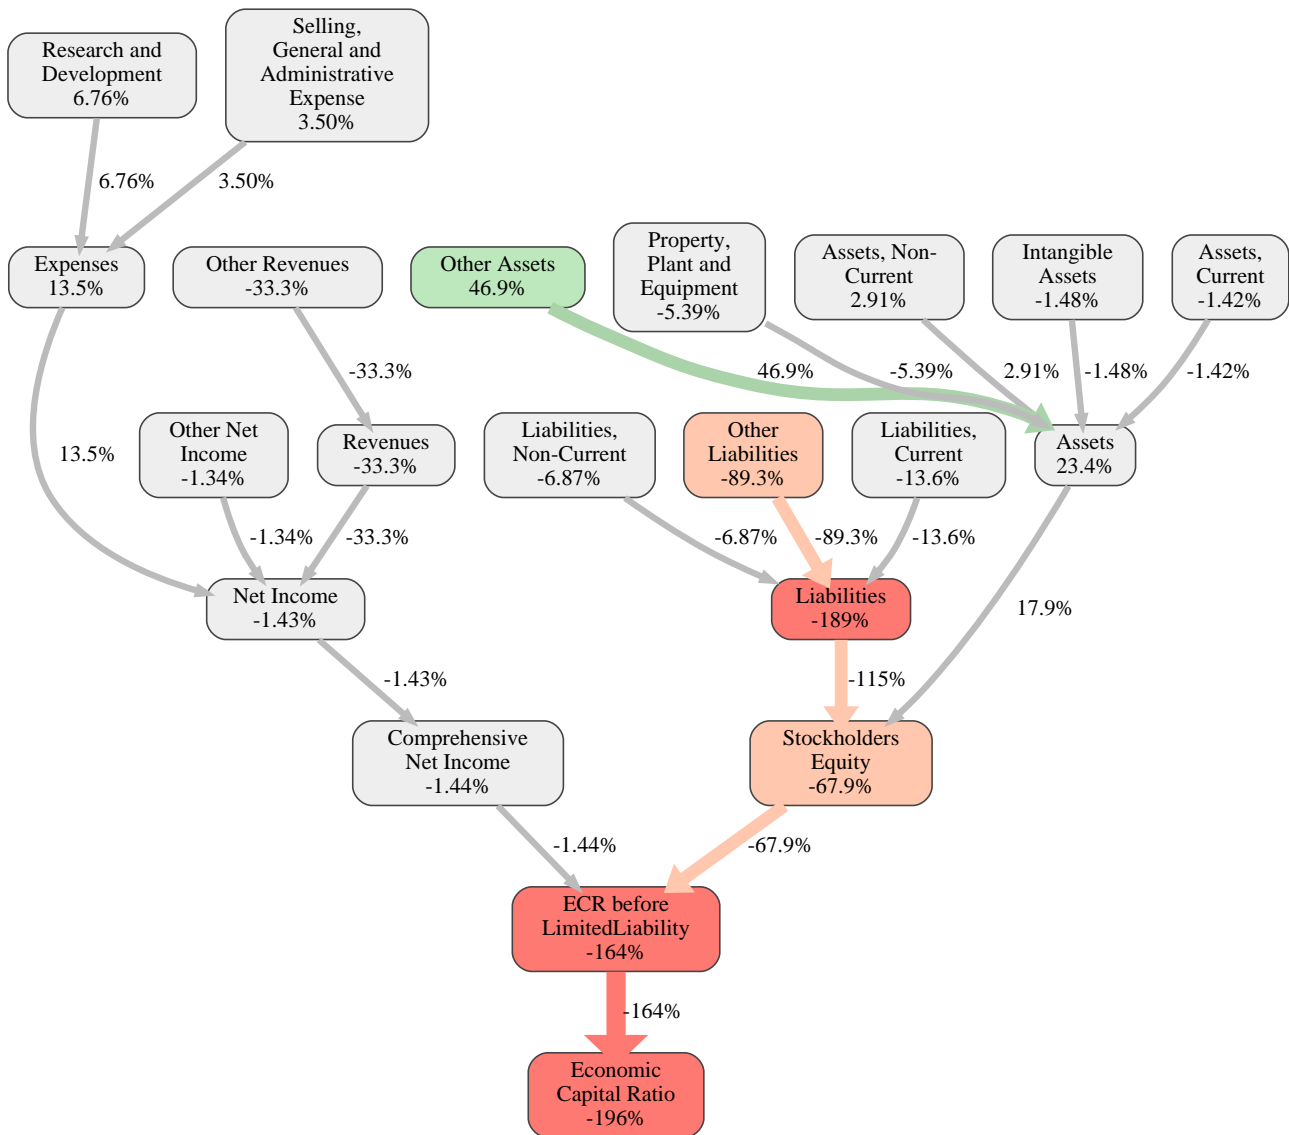 Research and
Development
6.76%
Selling,
General and
Administrative
Expense
3.50%
6.76%
3.50%
Expenses
13.5%
Other Revenues
-33.3%
Other Assets
46.9%
Property,
Plant and
Equipment
-5.39%
Assets, Non-
Current
2.91%
Intangible
Assets
-1.48%
Assets,
Current
-1.42%
-33.3%
46.9%
-5.39%
2.91%
-1.48%
-1.42%
13.5%
Other Net
Income
-1.34%
Revenues
-33.3%
Liabilities,
Non-Current
-6.87%
Other
Liabilities
-89.3%
Liabilities,
Current
-13.6%
Assets
23.4%
-1.34%
-33.3%
-6.87%
-89.3%
-13.6%
Net Income
-1.43%
Liabilities
-189%
17.9%
-1.43%
-115%
Comprehensive
Net Income
-1.44%
Stockholders
Equity
-67.9%
-1.44%
-67.9%
ECR before
LimitedLiability
-164%
-164%
Economic
Capital Ratio
-196%